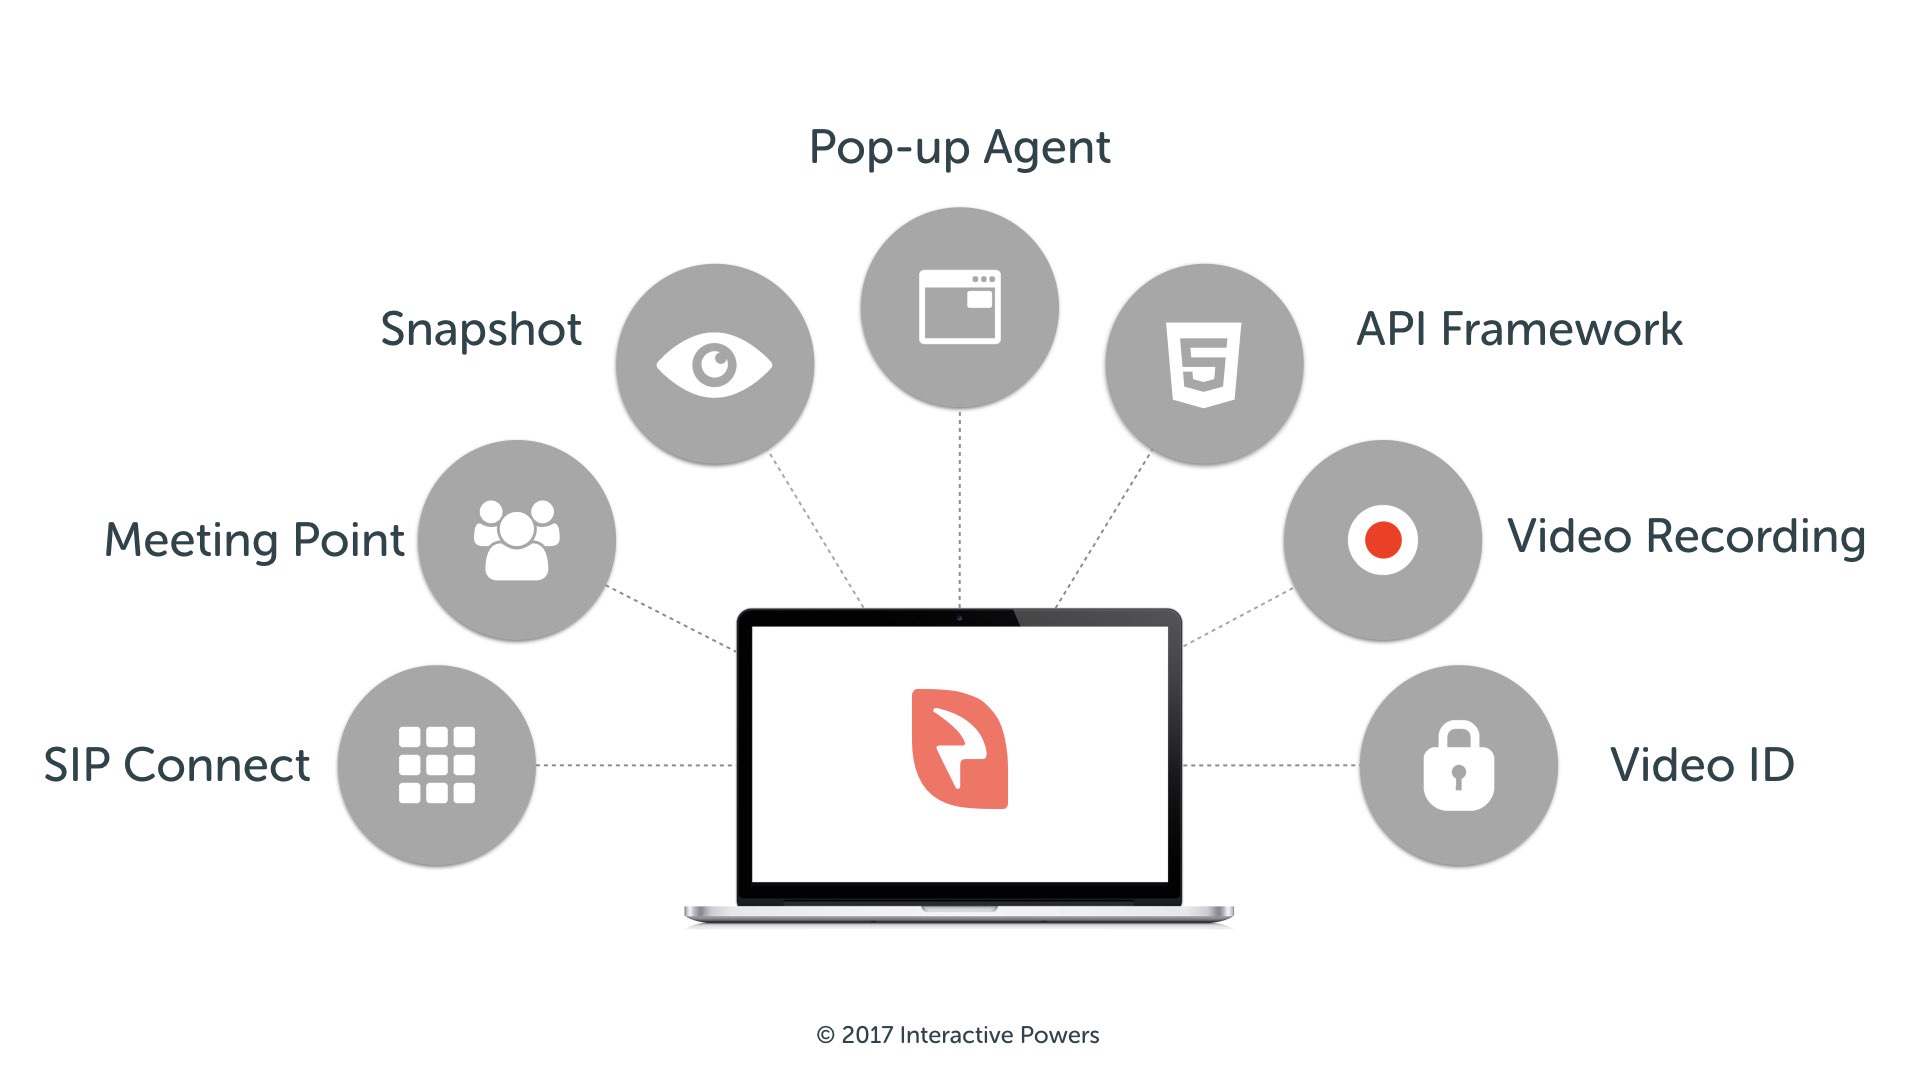 Pop-up Agent
Snapshot
API Framework
Meeting Point
Video Recording
SIP Connect
Video ID
© 2017 Interactive Powers